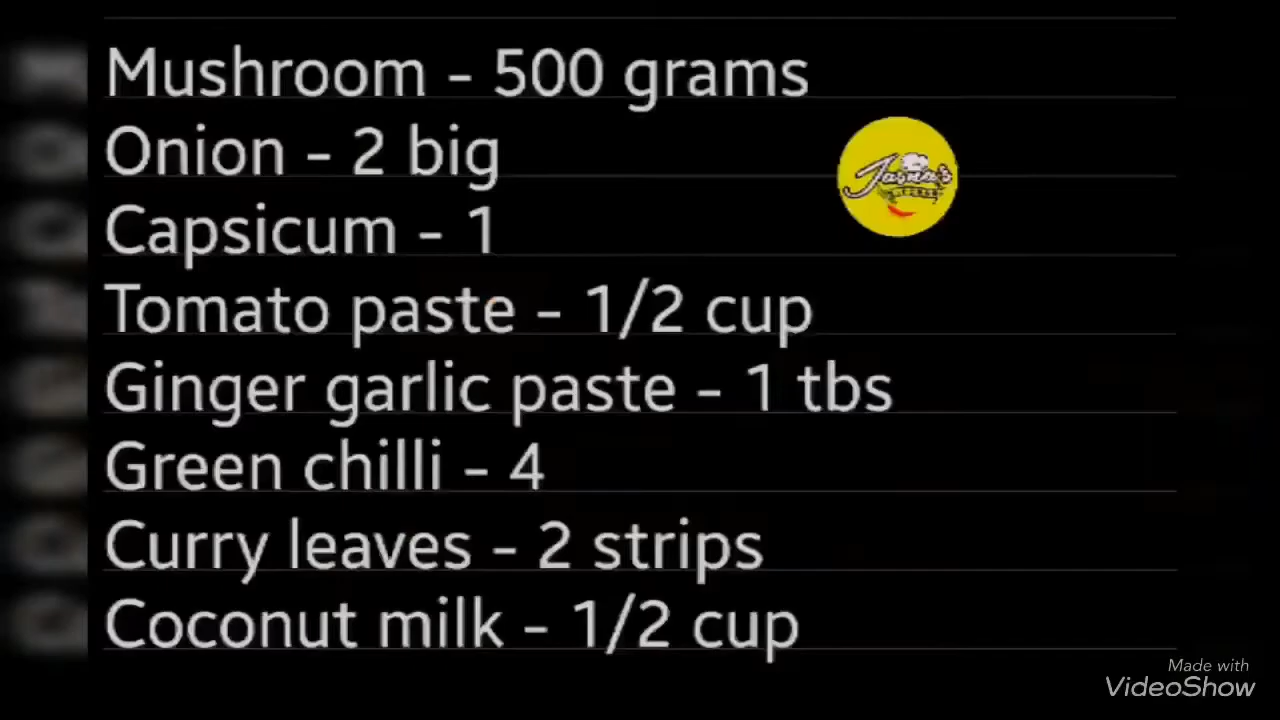 Mushroom - 500 grams
Onion - 2 big
Capsicum - 1
Tomato paste - 1/2 cup
Ginger garlic paste - 1 tbs
Green chilli - 4
Curry leaves - 2 strips
Coconut milk - 1/2 cup
Jasna's
Made with
VideoShow